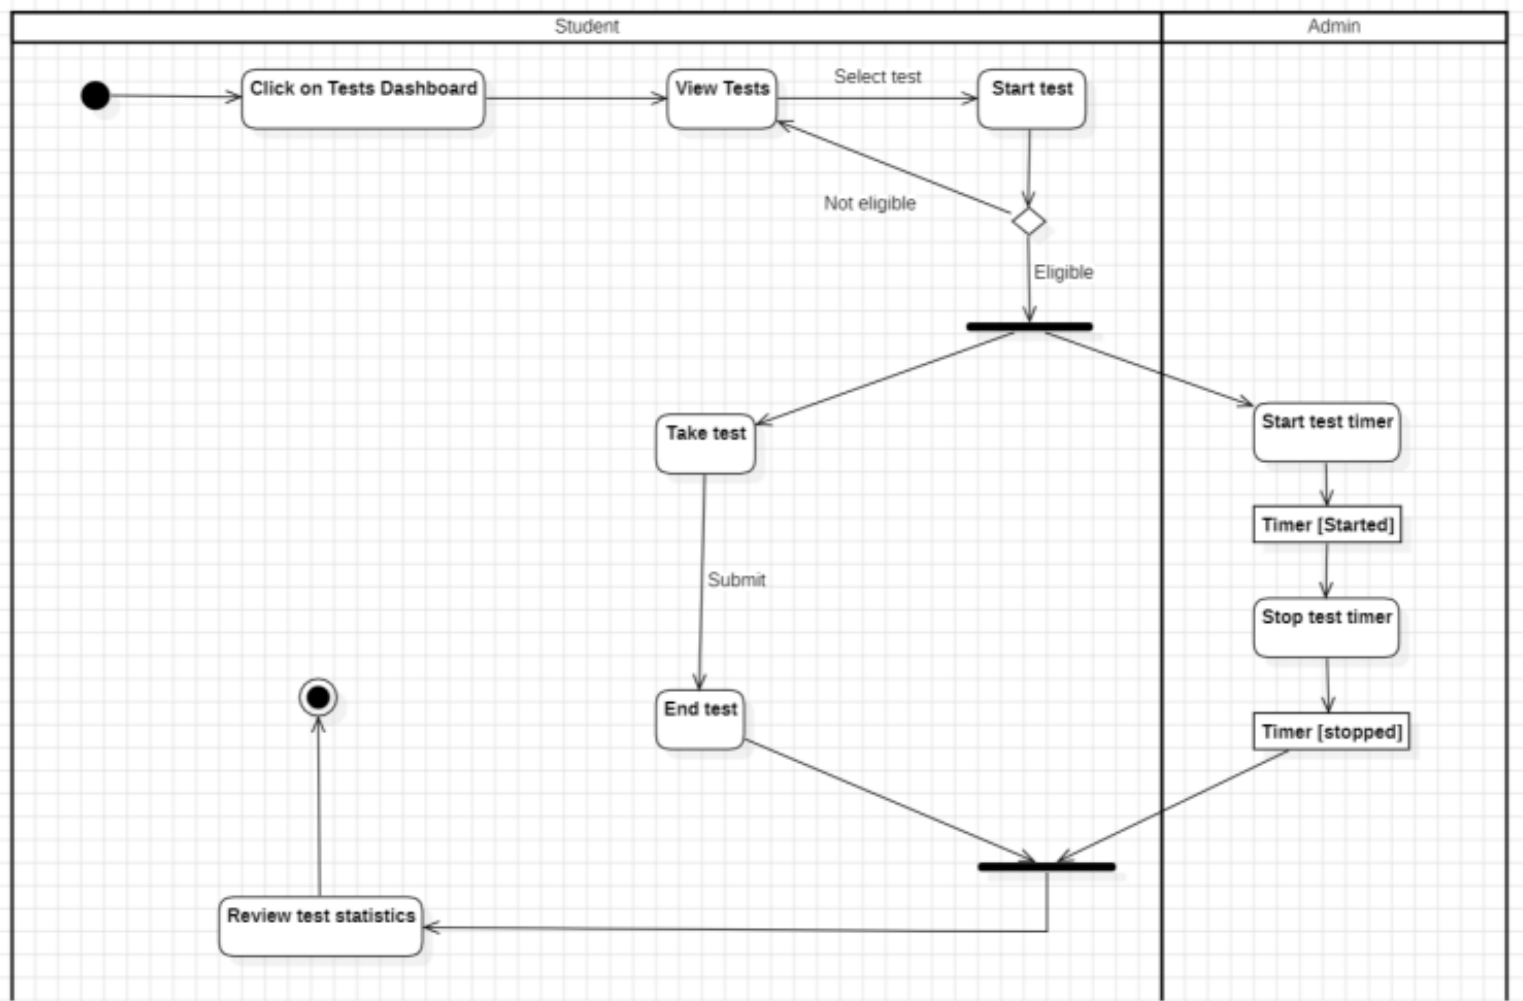 Student
Admin
Click on Tests Dashboard
View Tests
Select test
Start test
Not eligible
Eligible
Take test
Start test timer
Timer [Started]
Submit
Stop test timer
End test
Timer [stopped]
Review test statistics